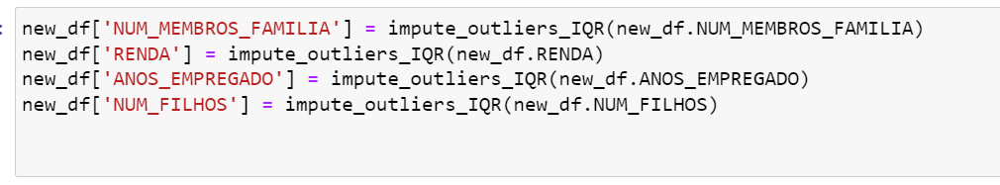 new_df['NUM_MEMBROS_FAMILIA'] = impute_outliers_IQR(new_df.NUM_MEMBROS_FAMILIA)
new_df['RENDA'] = impute_outliers_IQR(new_df.RENDA)
new_df['ANOS_EMPREGADO'] = impute_outliers_IQR(new_df.ANOS_EMPREGADO)
new_df['NUM_FILHOS'] = impute_outliers_IQR(new_df.NUM_FILHOS)